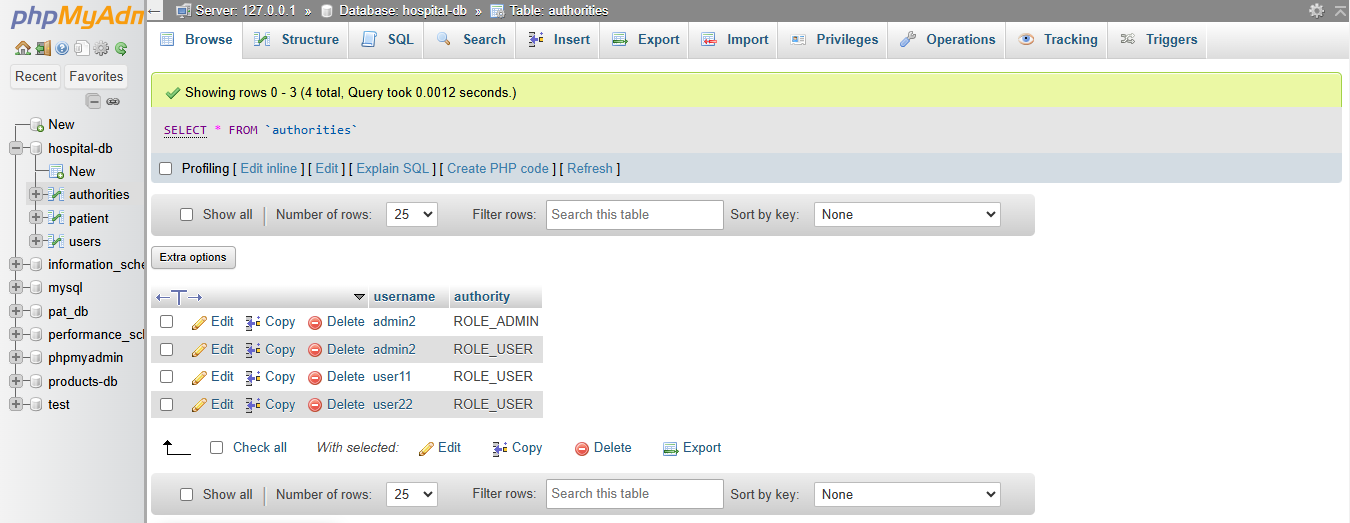 phpMyAdm
Server: 127.0.0.1 » Database: hospital-db » Table: authorities
Browse Structure SQL Search Insert Export Import Privileges Operations Tracking Triggers
Recent Favorites
New
hospital-db
New
authorities
patient
users
information_sche
mysql
pat_db
performance_scl
phpmyadmin
products-db
test
Showing rows 0 - 3 (4 total, Query took 0.0012 seconds.)
SELECT * FROM `authorities`
Profiling [ Edit inline ] [ Edit ] [ Explain SQL ] [ Create PHP code ] [ Refresh ]
Show all | Number of rows: 25 Filter rows: Search this table Sort by key: None
Extra options
username authority
Edit Copy Delete admin2 ROLE_ADMIN
Edit Copy Delete admin2 ROLE_USER
Edit Copy Delete user11 ROLE_USER
Edit Copy Delete user22 ROLE_USER
Check all With selected: Edit Copy Delete Export
Show all | Number of rows: 25 Filter rows: Search this table Sort by key: None